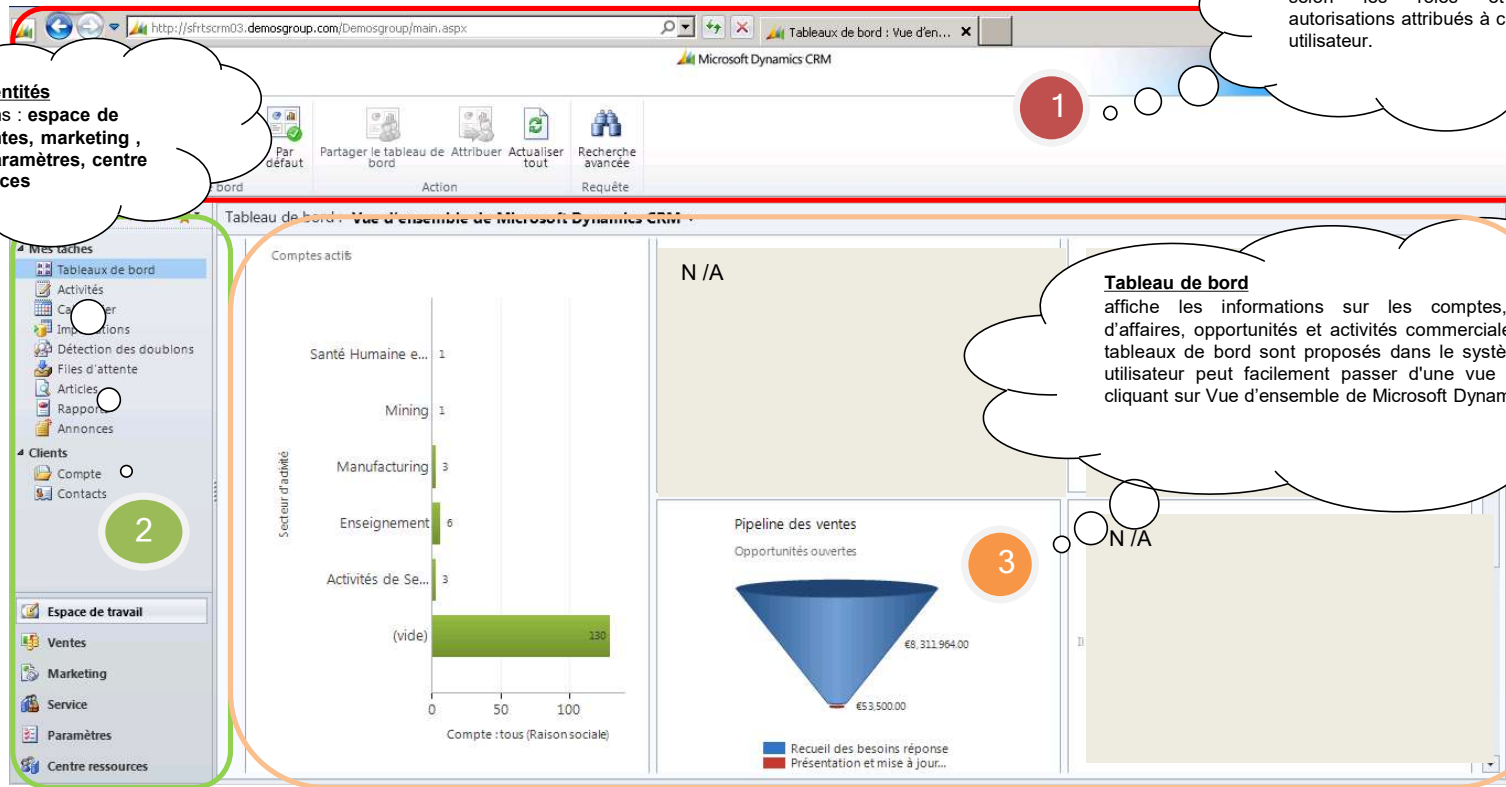 selon les rôles et
autorisations attribués à c
utilisateur.
http://sfrtscrm03.demosgroup.com/Demosgroup/main.aspx
Tableaux de bord : Vue d'en...
Microsoft Dynamics CRM
1
entités
ns : espace de
ntes, marketing ,
aramètres, centre
ces
Par défaut
Partager le tableau de bord
Attribuer
Actualiser tout
Recherche avancée
bord
Action
Requête
Tableau de bord : Vue d'ensemble de Microsoft Dynamics CRM
Mes tâches
Tableaux de bord
Activités
Détection des doublons
Files d'attente
Articles
Rapports
Annonces
Clients
Compte
Contacts
2
Espace de travail
Ventes
Marketing
Service
Paramètres
Centre ressources
Comptes actifs
Secteur d'activité
Santé Humaine e... 1
Mining 1
Manufacturing 3
Enseignement 6
Activités de Se... 3
(vide) 130
0 50 100
Compte : tous (Raison sociale)
N /A
Tableau de bord
affiche les informations sur les comptes,
d'affaires, opportunités et activités commerciale
tableaux de bord sont proposés dans le systè
utilisateur peut facilement passer d'une vue
cliquant sur Vue d'ensemble de Microsoft Dynam
Pipeline des ventes
Opportunités ouvertes
3
€8,311,964.00
€53,500.00
Recueil des besoins réponse
Présentation et mise à jour...
N /A